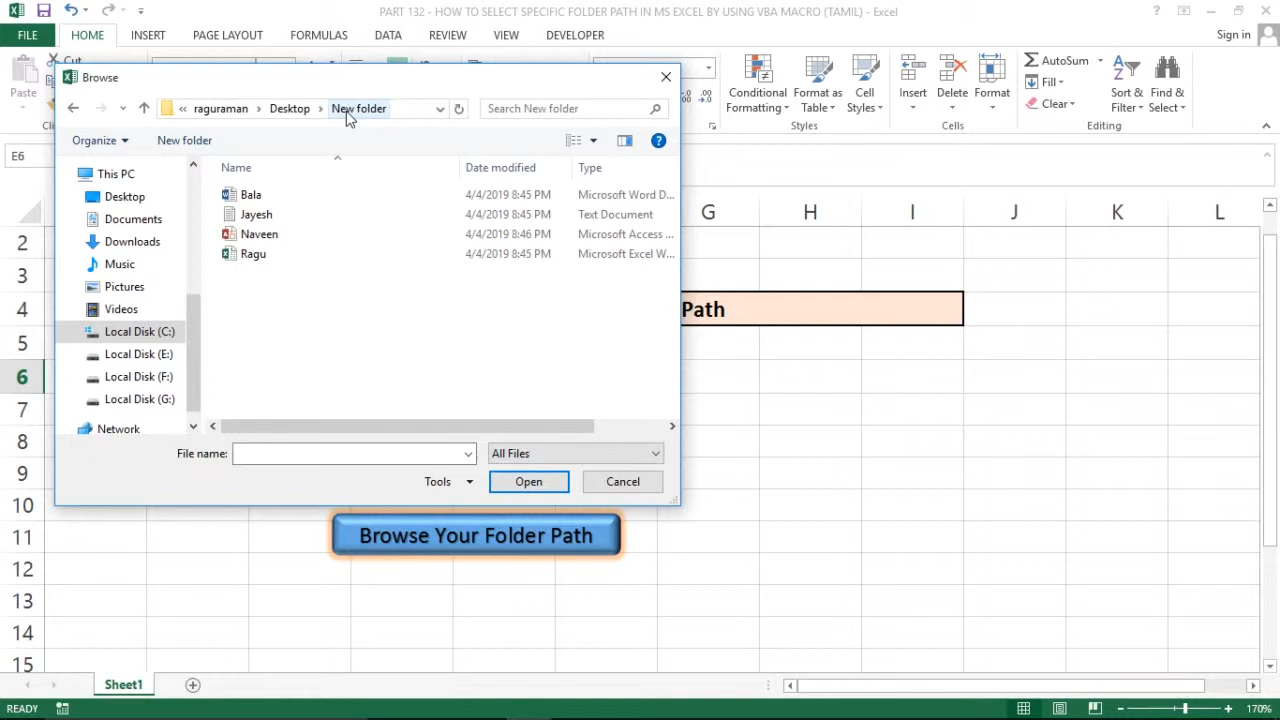 PART 132 - HOW TO SELECT SPECIFIC FOLDER PATH IN MS EXCEL BY USING VBA MACRO (TAMIL) - Excel
FILE HOME INSERT PAGE LAYOUT FORMULAS DATA REVIEW VIEW DEVELOPER Sign in
Cut
Paste
Conditional Formatting
Format as Table
Cell Styles
Insert
Delete
Format
AutoSum
Fill
Clear
Sort & Filter
Find & Select
Styles
Cells
Editing
E6
Browse
« raguraman > Desktop > New folder
Search New folder
Organize
New folder
Name Date modified Type
This PC
Desktop
Documents
Downloads
Music
Pictures
Videos
Local Disk (C:)
Local Disk (E:)
Local Disk (F:)
Local Disk (G:)
Network
Bala 4/4/2019 8:45 PM Microsoft Word D...
Jayesh 4/4/2019 8:45 PM Text Document
Naveen 4/4/2019 8:46 PM Microsoft Access ...
Ragu 4/4/2019 8:45 PM Microsoft Excel W...
File name:
All Files
Tools
Open
Cancel
G H I J K L
2
3
4 Path
5
6
7
8
9
10
11 Browse Your Folder Path
12
13
14
15
Sheet1
READY
170%